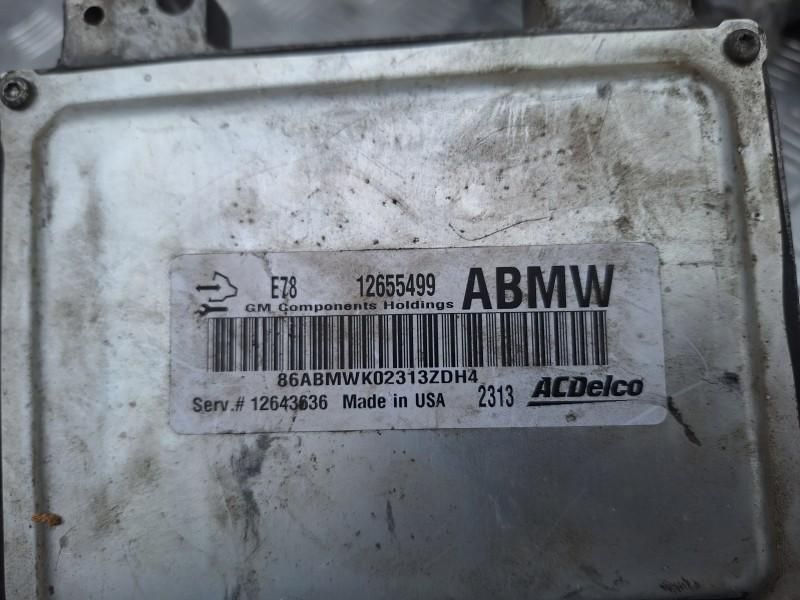 E78 12655499 ABMW
GM Components Holdings
86ABMWK02313ZDH4
Serv.# 12643636 Made in USA 2313 ACDelco